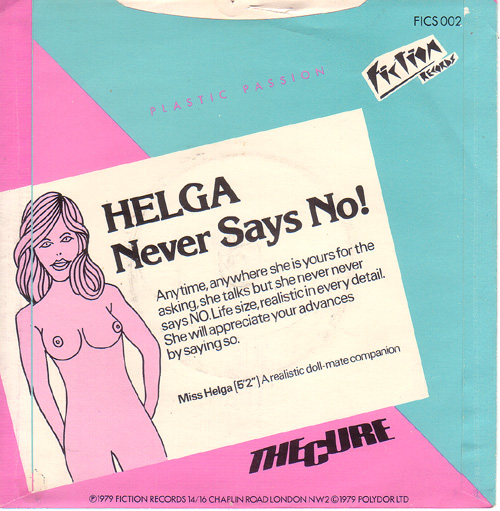 FICS 002
FICTION
RECORDS
PLASTIC PASSION
HELGA
Never Says No!
Anytime, anywhere she is yours for the
asking, she talks but she never never
says NO. Life size, realistic in every detail.
She will appreciate your advances
by saying so.
Miss Helga [5'2"] A realistic doll-mate companion
THE CURE
℗1979 FICTION RECORDS 14/16 CHAPLIN ROAD LONDON NW2 ©1979 POLYDOR LTD